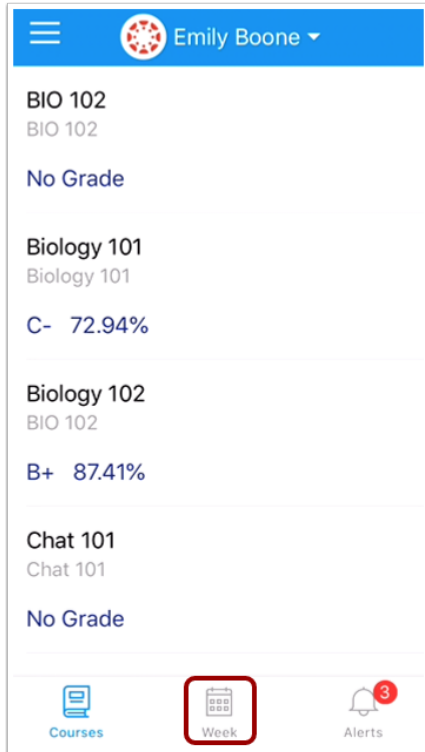 Emily Boone
BIO 102
BIO 102
No Grade
Biology 101
Biology 101
C- 72.94%
Biology 102
BIO 102
B+ 87.41%
Chat 101
Chat 101
No Grade
3
Courses Week Alerts